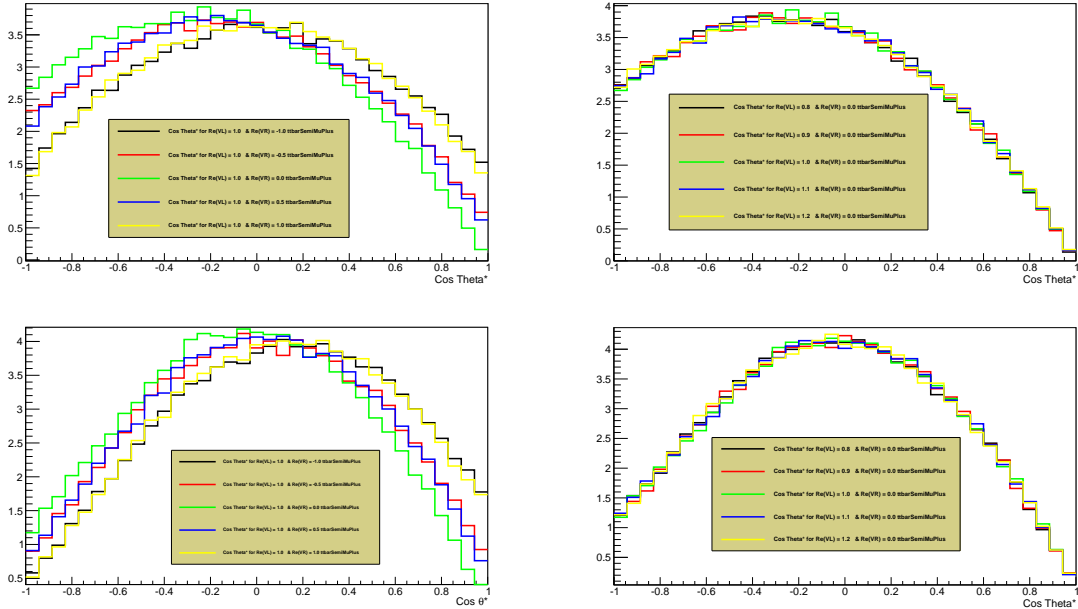 3.5
3
2.5
2
1.5
1
0.5
0
Cos Theta* for Re(VL) = 1.0 & Re(VR) = -1.0 ttbarSemiMuPlus
Cos Theta* for Re(VL) = 1.0 & Re(VR) = -0.5 ttbarSemiMuPlus
Cos Theta* for Re(VL) = 1.0 & Re(VR) = 0.0 ttbarSemiMuPlus
Cos Theta* for Re(VL) = 1.0 & Re(VR) = 0.5 ttbarSemiMuPlus
Cos Theta* for Re(VL) = 1.0 & Re(VR) = 1.0 ttbarSemiMuPlus
-1 -0.8 -0.6 -0.4 -0.2 0 0.2 0.4 0.6 0.8 1
Cos Theta*
4
3.5
3
2.5
2
1.5
1
0.5
0
Cos Theta* for Re(VL) = 0.8 & Re(VR) = 0.0 ttbarSemiMuPlus
Cos Theta* for Re(VL) = 0.9 & Re(VR) = 0.0 ttbarSemiMuPlus
Cos Theta* for Re(VL) = 1.0 & Re(VR) = 0.0 ttbarSemiMuPlus
Cos Theta* for Re(VL) = 1.1 & Re(VR) = 0.0 ttbarSemiMuPlus
Cos Theta* for Re(VL) = 1.2 & Re(VR) = 0.0 ttbarSemiMuPlus
-1 -0.8 -0.6 -0.4 -0.2 0 0.2 0.4 0.6 0.8 1
Cos Theta*
4
3.5
3
2.5
2
1.5
1
0.5
Cos Theta* for Re(VL) = 1.0 & Re(VR) = -1.0 ttbarSemiMuPlus
Cos Theta* for Re(VL) = 1.0 & Re(VR) = -0.5 ttbarSemiMuPlus
Cos Theta* for Re(VL) = 1.0 & Re(VR) = 0.0 ttbarSemiMuPlus
Cos Theta* for Re(VL) = 1.0 & Re(VR) = 0.5 ttbarSemiMuPlus
Cos Theta* for Re(VL) = 1.0 & Re(VR) = 1.0 ttbarSemiMuPlus
-1 -0.8 -0.6 -0.4 -0.2 0 0.2 0.4 0.6 0.8 1
Cos θ*
4
3.5
3
2.5
2
1.5
1
0.5
Cos Theta* for Re(VL) = 0.8 & Re(VR) = 0.0 ttbarSemiMuPlus
Cos Theta* for Re(VL) = 0.9 & Re(VR) = 0.0 ttbarSemiMuPlus
Cos Theta* for Re(VL) = 1.0 & Re(VR) = 0.0 ttbarSemiMuPlus
Cos Theta* for Re(VL) = 1.1 & Re(VR) = 0.0 ttbarSemiMuPlus
Cos Theta* for Re(VL) = 1.2 & Re(VR) = 0.0 ttbarSemiMuPlus
-1 -0.8 -0.6 -0.4 -0.2 0 0.2 0.4 0.6 0.8 1
Cos Theta*